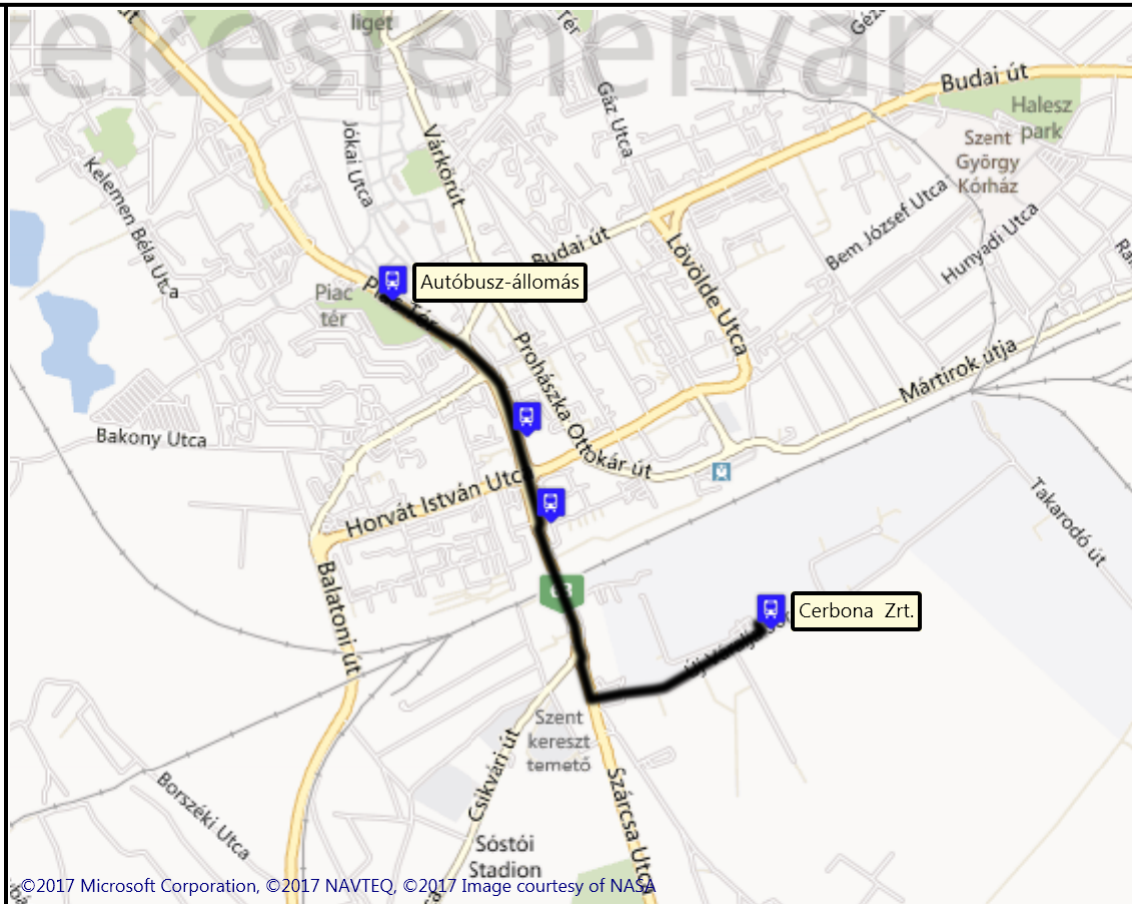 liget
Tér
Budai út
Halesz
park
Szent
György
Kórház
Gáz Utca
Jókai Utca
Várkörút
Kelemen Béla Utca
Bem József Utca
Hunyadi Utca
Budai út
Lövölde Utca
Autóbusz-állomás
Piac
tér
Prohászka Ottokár út
Mártírok útja
Bakony Utca
Horvát István Utca
Takarodó út
Balatoni út
Cerbona Zrt.
Szent
kereszt
temető
Csikvári út
Szárcsa Utca
Borszéki Utca
Sóstói
Stadion
©2017 Microsoft Corporation, ©2017 NAVTEQ, ©2017 Image courtesy of NASA